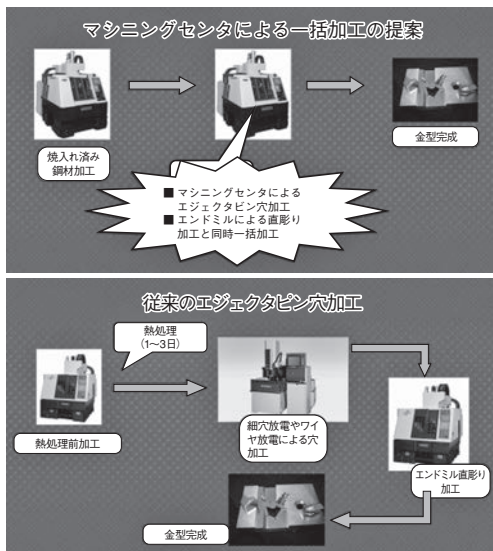 マシニングセンタによる一括加工の提案
焼入れ済み
鋼材加工
金型完成
■ マシニングセンタによる
エジェクタピン穴加工
■ エンドミルによる直彫り
加工と同時一括加工
従来のエジェクタピン穴加工
熱処理
(1〜3日)
熱処理前加工
細穴放電やワイ
ヤ放電による穴
加工
エンドミル直彫り
加工
金型完成